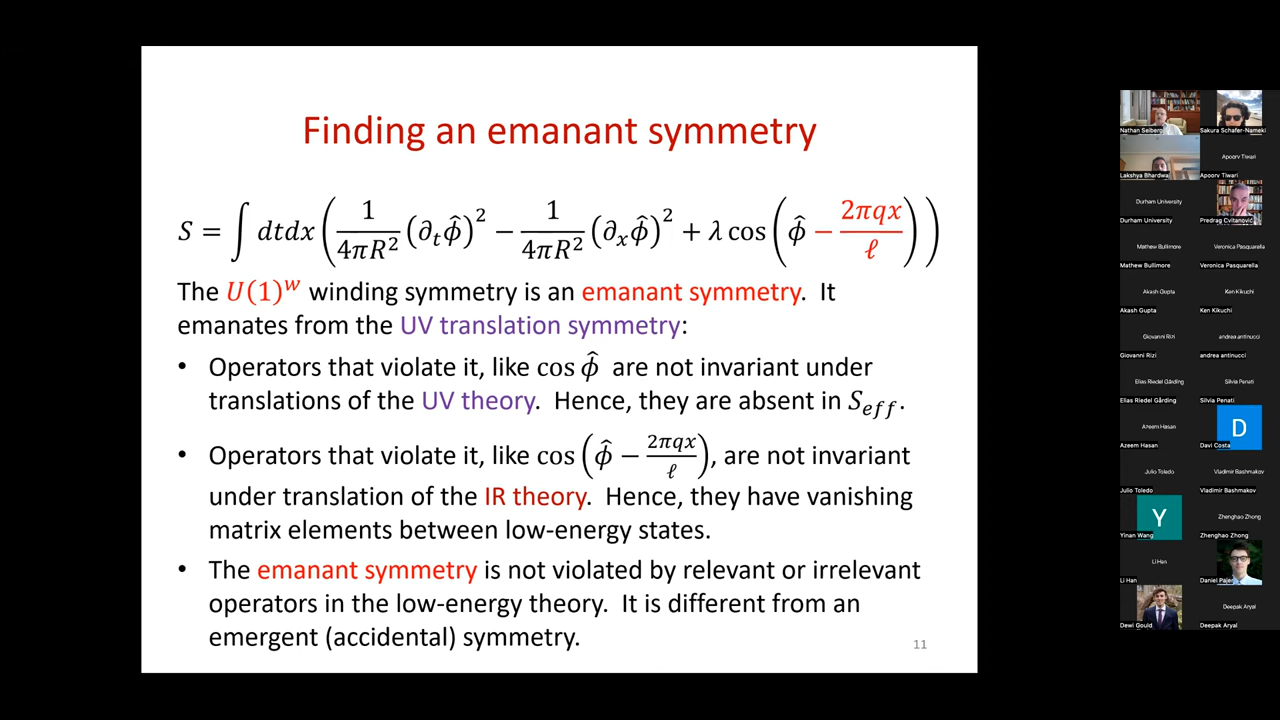 Finding an emanant symmetry
S = ∫ dtdx ( 1/4πR² (∂ₜϕ̂)² − 1/4πR² (∂ₓϕ̂)² + λ cos ( ϕ̂ − 2πqx/ℓ ) )
The U(1)ʷ winding symmetry is an emanant symmetry. It
emanates from the UV translation symmetry:
• Operators that violate it, like cos ϕ̂ are not invariant under
translations of the UV theory. Hence, they are absent in S_eff.
• Operators that violate it, like cos ( ϕ̂ − 2πqx/ℓ ), are not invariant
under translation of the IR theory. Hence, they have vanishing
matrix elements between low-energy states.
• The emanant symmetry is not violated by relevant or irrelevant
operators in the low-energy theory. It is different from an
emergent (accidental) symmetry.
11
Nathan Seiberg
Sakura Schafer-Nameki
Lakshya Bhardwa
Apoorv Tiwari
Apoorv Tiwari
Durham University
Durham University
Predrag Cvitanović
Mathew Bullimore
Veronica Pasquarella
Mathew Bullimore
Veronica Pasquarella
Akash Gupta
Ken Kikuchi
Akash Gupta
Ken Kikuchi
Giovanni Rizi
andrea antinucci
Giovanni Rizi
andrea antinucci
Elias Riedel Gårding
Silvia Penati
Elias Riedel Gårding
Silvia Penati
Azeem Hasan
D
Azeem Hasan
Davi Costa
Julio Toledo
Vladimir Bashmakov
Julio Toledo
Vladimir Bashmakov
Y
Zhenghao Zhong
Yinan Wang
Zhenghao Zhong
Li Han
Li Han
Daniel Pajer
Deepak Aryal
Dewi Gould
Deepak Aryal